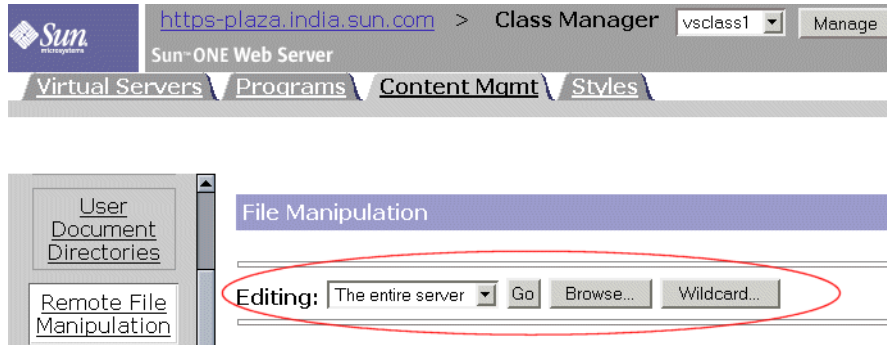 https-plaza.india.sun.com > Class Manager vsclass1 Manage
Sun
microsystems
Sun ONE Web Server
Virtual Servers Programs Content Mgmt Styles
User
Document
Directories
File Manipulation
Editing: The entire server Go Browse... Wildcard...
Remote File
Manipulation